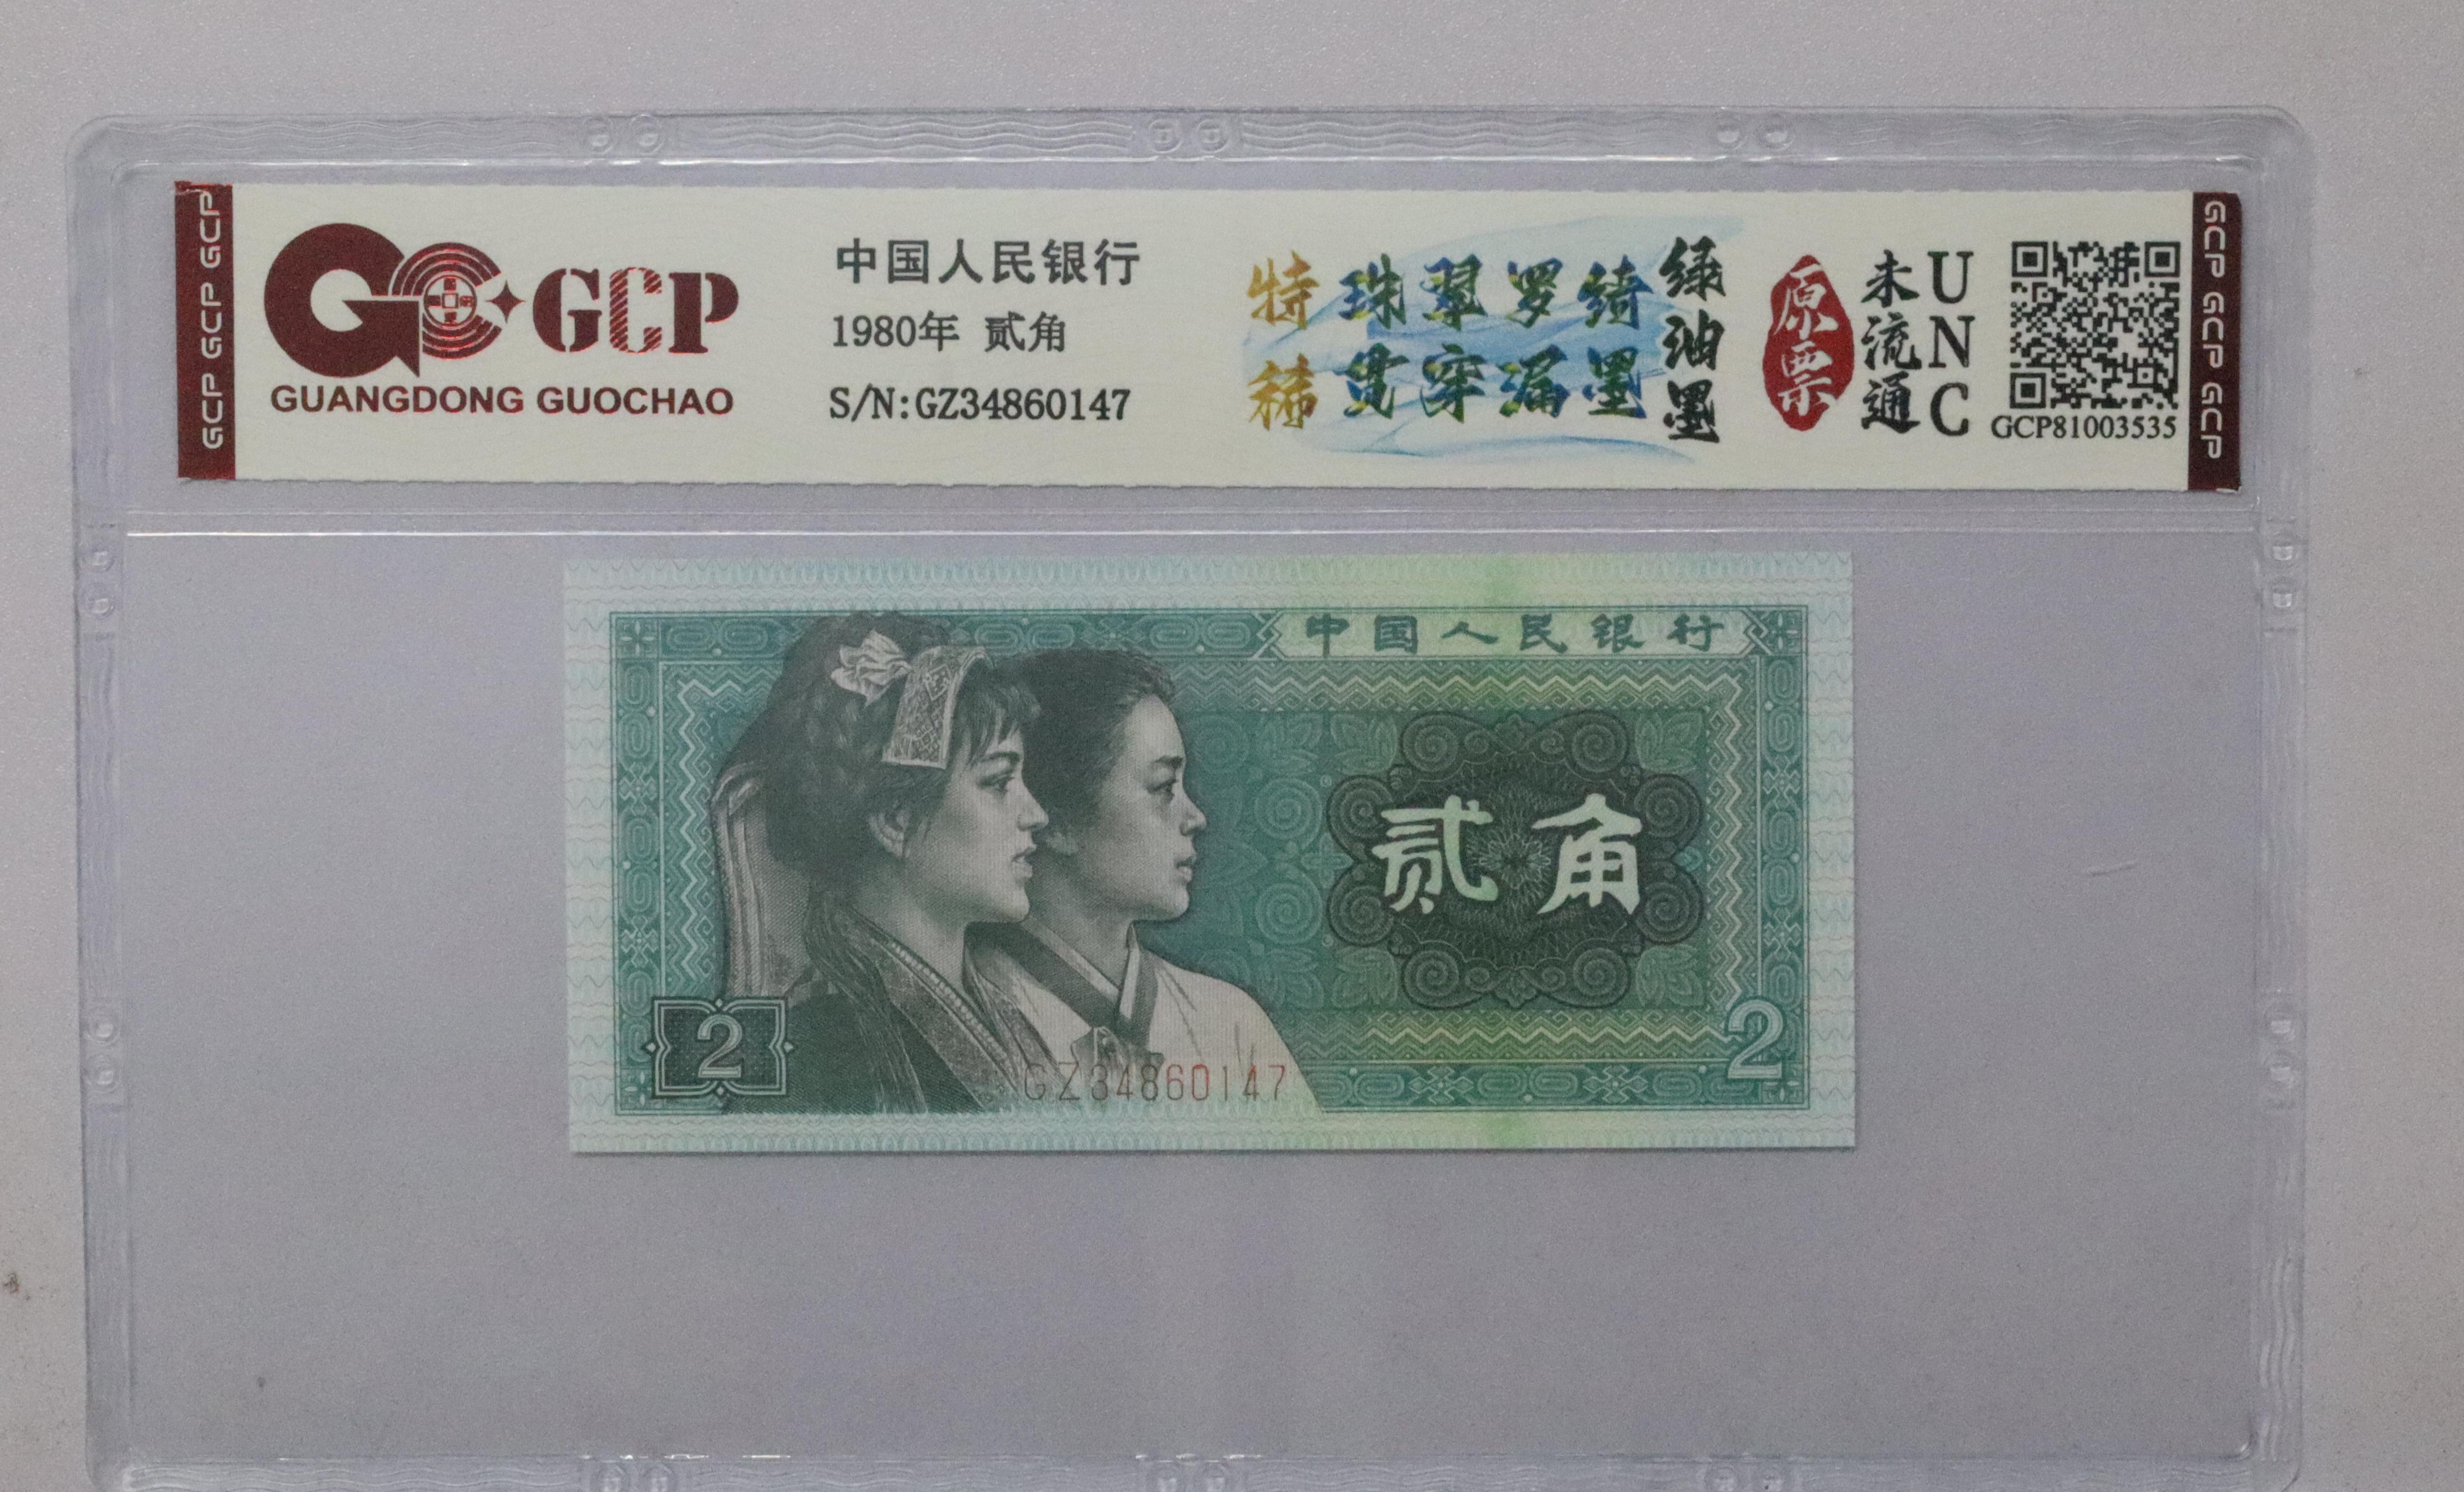 GCP GCP GCP
GCP
GUANGDONG GUOCHAO
中国人民银行
1980年 贰角
S/N:GZ34860147
特稀
珠翠罗绮
贯穿漏墨
绿油墨
原票
未流通
UNC
GCP81003535
GCP GCP GCP
中国人民银行
贰角
2
GZ34860147
2